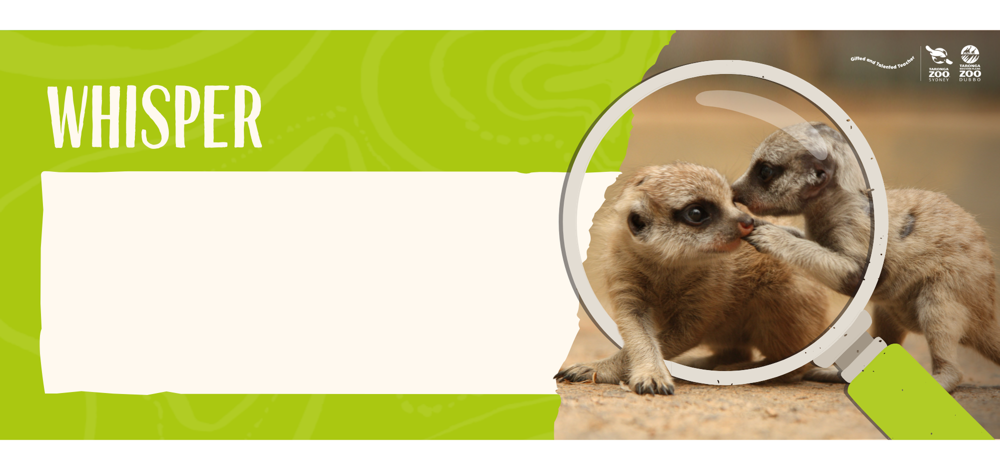 WHISPER
Gifted and Talented Teacher
TARONGA
ZOO
SYDNEY
TARONGA
WESTERN PLAINS
ZOO
DUBBO